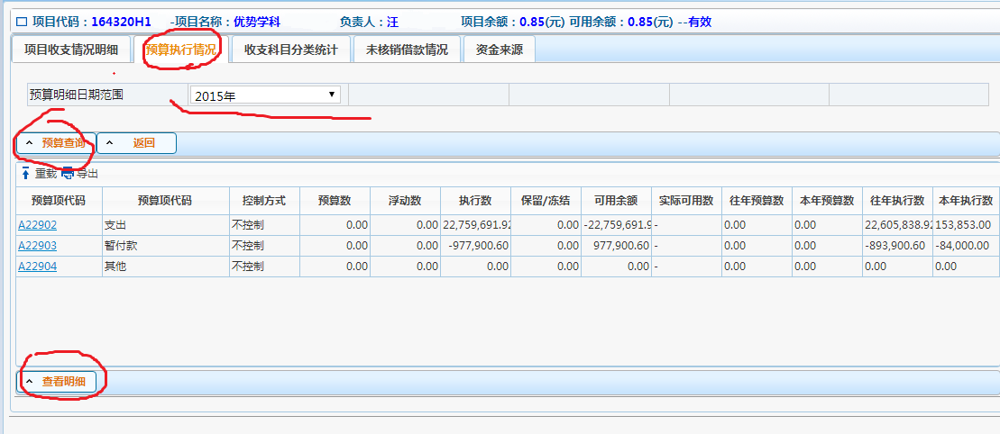 项目代码：164320H1 -项目名称：优势学科 负责人：汪 项目余额：0.85(元) 可用余额：0.85(元) --有效
项目收支情况明细 预算执行情况 收支科目分类统计 未核销借款情况 资金来源
预算明细日期范围 2015年
预算查询 返回
重载 导出
预算项代码 预算项代码 控制方式 预算数 浮动数 执行数 保留/冻结 可用余额 实际可用数 往年预算数 本年预算数 往年执行数 本年执行数
A22902 支出 不控制 0.00 0.00 22,759,691.92 0.00 -22,759,691.9 - 0.00 0.00 22,605,838.92 153,853.00
A22903 暂付款 不控制 0.00 0.00 -977,900.60 0.00 977,900.60 - 0.00 0.00 -893,900.60 -84,000.00
A22904 其他 不控制 0.00 0.00 0.00 0.00 0.00 - 0.00 0.00 0.00 0.00
查看明细